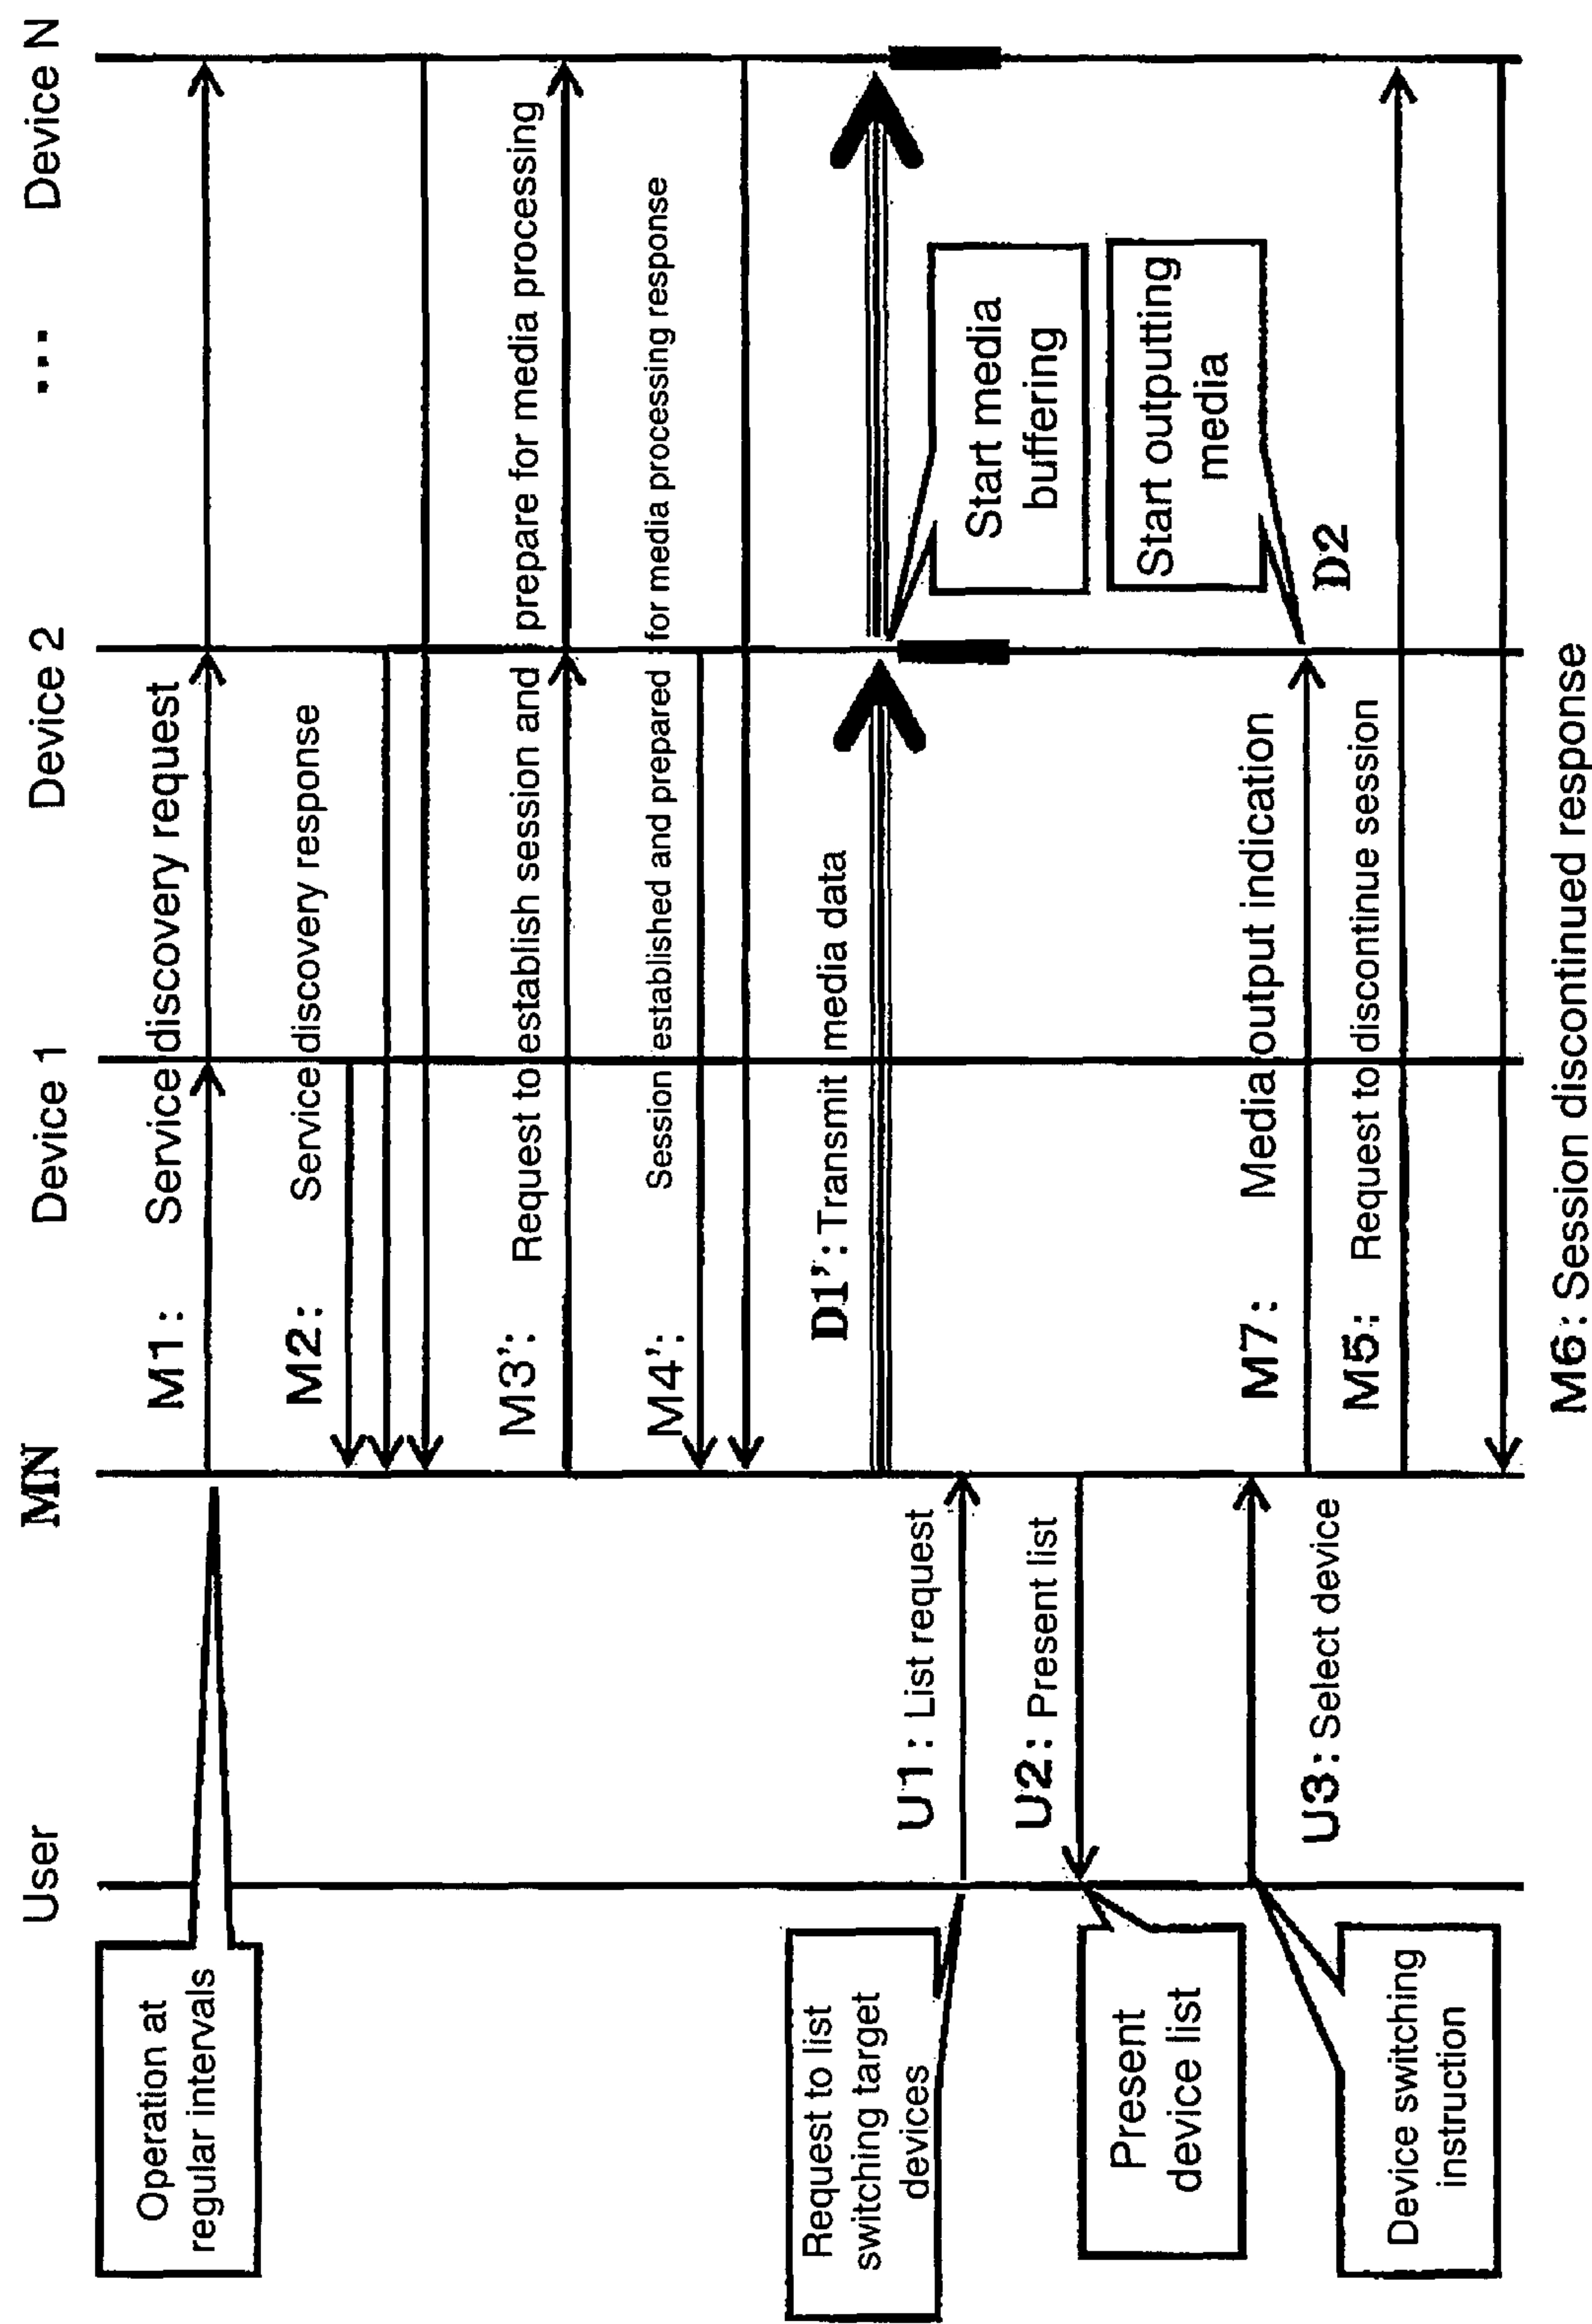 User
MN
Device 1
Device 2
...
Device N
Operation at
regular intervals
M1: Service discovery request
M2: Service discovery response
M3': Request to establish session and prepare for media processing
M4': Session established and prepared for media processing response
D1': Transmit media data
Start media
buffering
Request to list
switching target
devices
U1: List request
U2: Present list
Present
device list
U3: Select device
Device switching
instruction
M7: Media output indication
Start outputting
media
D2
M5: Request to discontinue session
M6: Session discontinued response